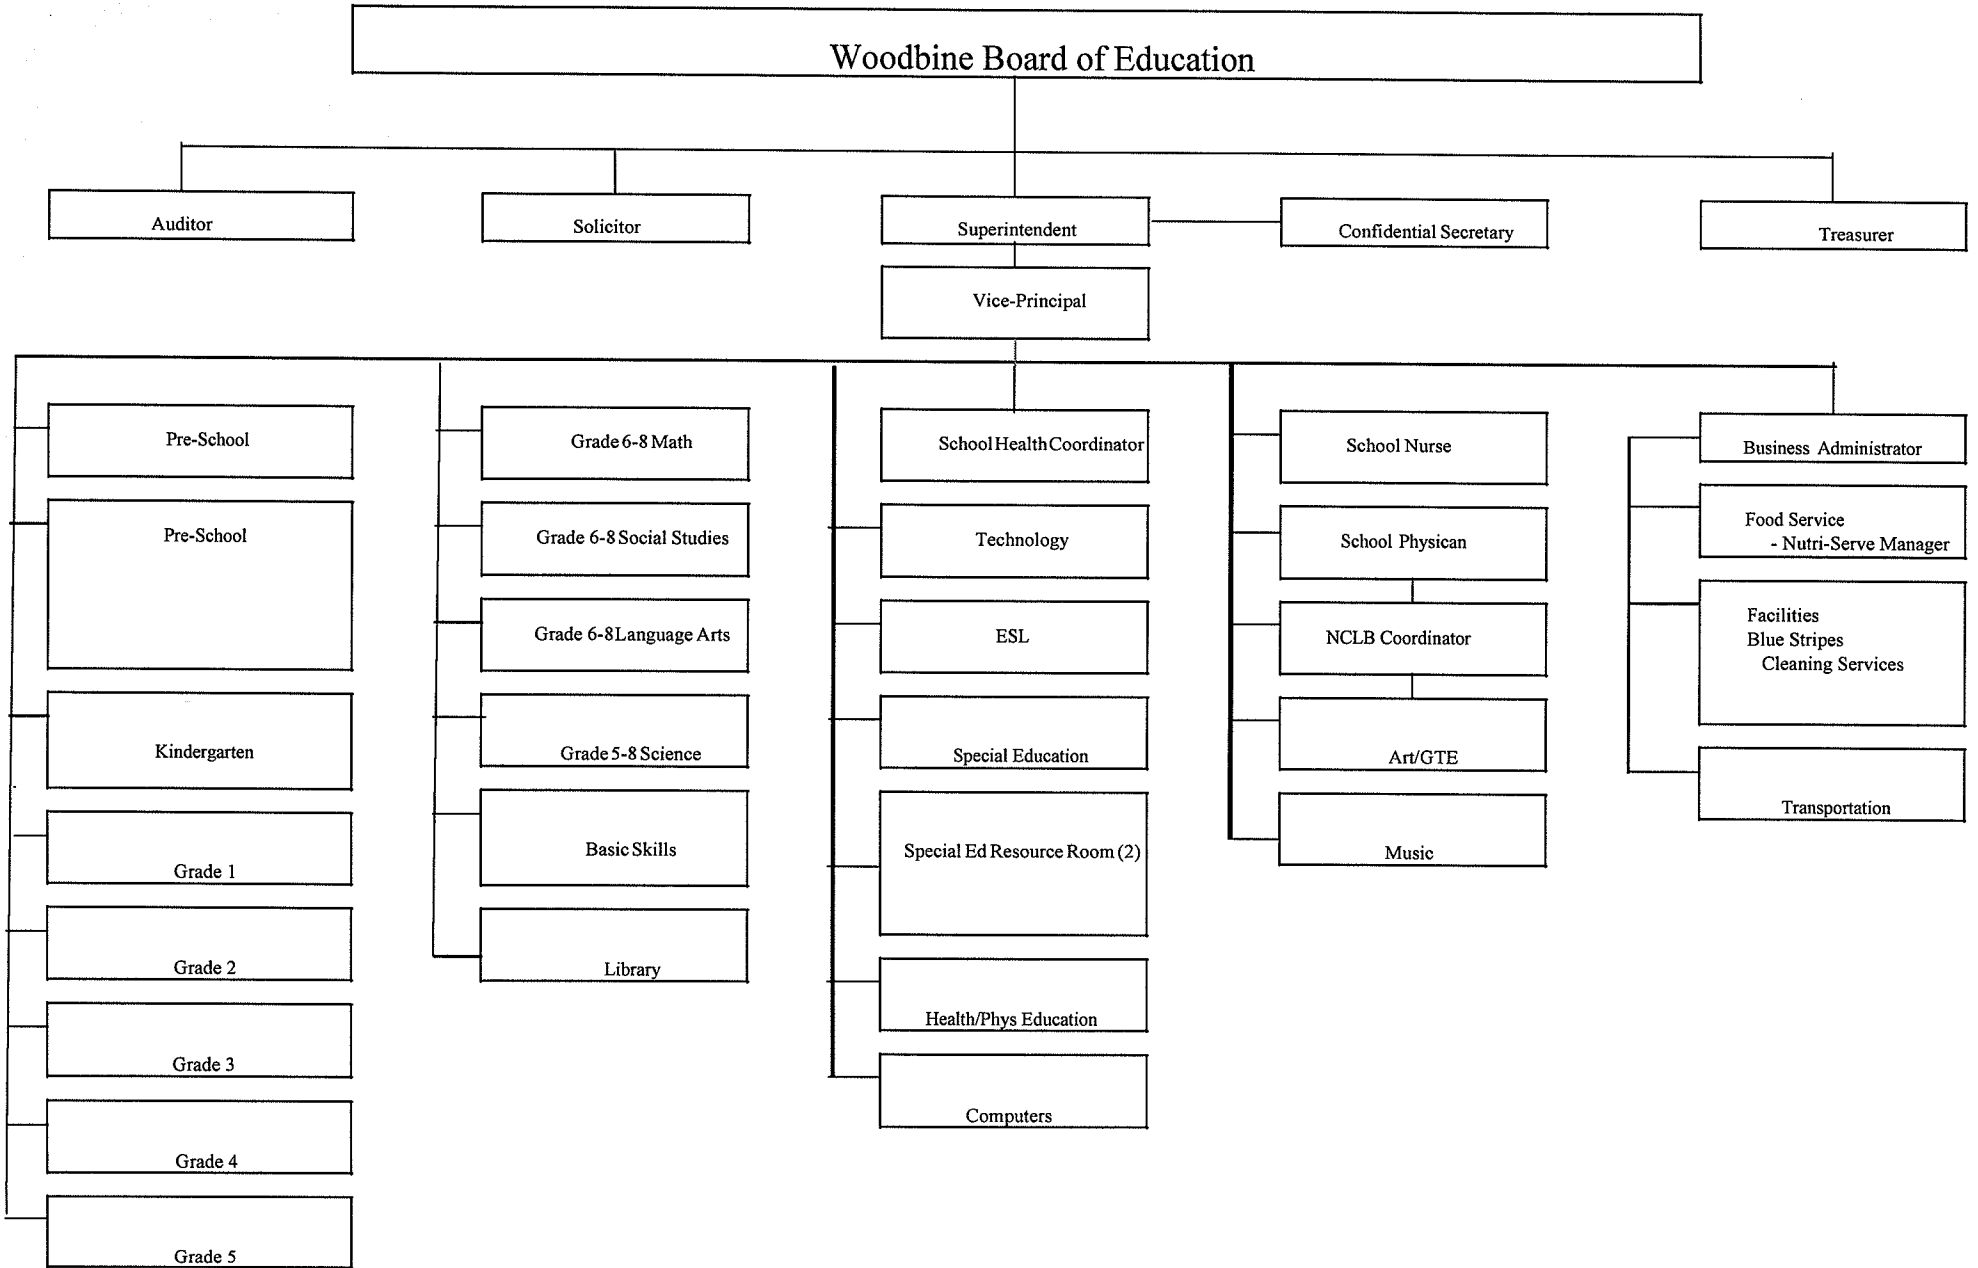 Woodbine Board of Education
Auditor
Solicitor
Superintendent
Confidential Secretary
Treasurer
Vice-Principal
Pre-School
Pre-School
Kindergarten
Grade 1
Grade 2
Grade 3
Grade 4
Grade 5
Grade 6-8 Math
Grade 6-8 Social Studies
Grade 6-8 Language Arts
Grade 5-8 Science
Basic Skills
Library
School Health Coordinator
Technology
ESL
Special Education
Special Ed Resource Room (2)
Health/Phys Education
Computers
School Nurse
School Physican
NCLB Coordinator
Art/GTE
Music
Business Administrator
Food Service
- Nutri-Serve Manager
Facilities
Blue Stripes
Cleaning Services
Transportation